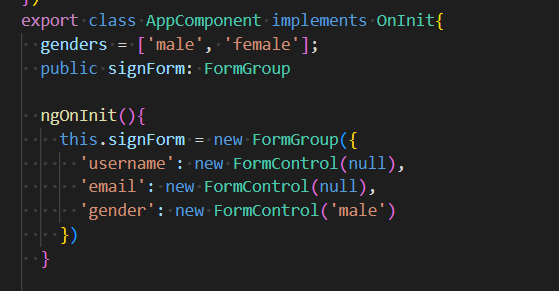 })
export class AppComponent implements OnInit{
  genders = ['male', 'female'];
  public signForm: FormGroup

  ngOnInit(){
    this.signForm = new FormGroup({
      'username': new FormControl(null),
      'email': new FormControl(null),
      'gender': new FormControl('male')
    })
  }